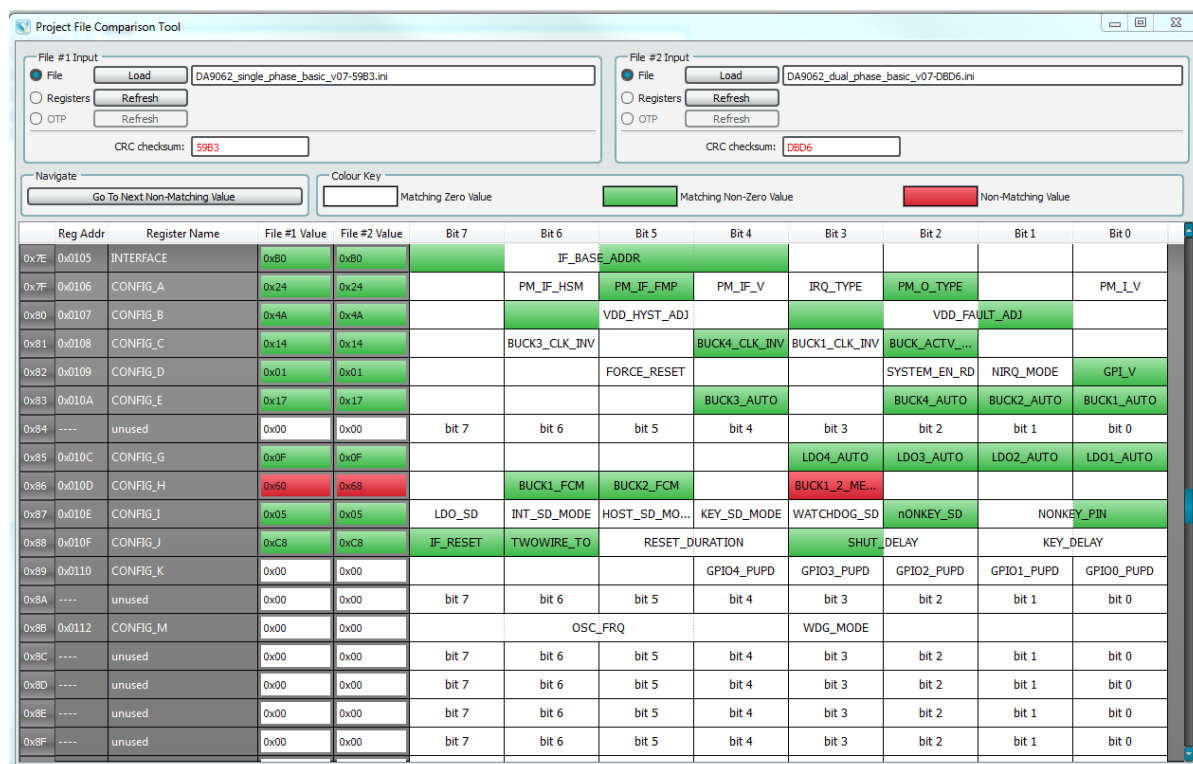 Project File Comparison Tool
File #1 Input
File Load DA9062_single_phase_basic_v07-59B3.ini
Registers Refresh
OTP Refresh
CRC checksum: 59B3
File #2 Input
File Load DA9062_dual_phase_basic_v07-DBD6.ini
Registers Refresh
OTP Refresh
CRC checksum: DBD6
Navigate
Go To Next Non-Matching Value
Colour Key
Matching Zero Value Matching Non-Zero Value Non-Matching Value
Reg Addr Register Name File #1 Value File #2 Value Bit 7 Bit 6 Bit 5 Bit 4 Bit 3 Bit 2 Bit 1 Bit 0
0x7E 0x0105 INTERFACE 0xB0 0xB0 IF_BASE_ADDR
0x7F 0x0106 CONFIG_A 0x24 0x24 PM_IF_HSM PM_IF_FMP PM_IF_V IRQ_TYPE PM_O_TYPE PM_I_V
0x80 0x0107 CONFIG_B 0x4A 0x4A VDD_HYST_ADJ VDD_FAULT_ADJ
0x81 0x0108 CONFIG_C 0x14 0x14 BUCK3_CLK_INV BUCK4_CLK_INV BUCK1_CLK_INV BUCK_ACTV_...
0x82 0x0109 CONFIG_D 0x01 0x01 FORCE_RESET SYSTEM_EN_RD NIRQ_MODE GPI_V
0x83 0x010A CONFIG_E 0x17 0x17 BUCK3_AUTO BUCK4_AUTO BUCK2_AUTO BUCK1_AUTO
0x84 ---- unused 0x00 0x00 bit 7 bit 6 bit 5 bit 4 bit 3 bit 2 bit 1 bit 0
0x85 0x010C CONFIG_G 0x0F 0x0F LDO4_AUTO LDO3_AUTO LDO2_AUTO LDO1_AUTO
0x86 0x010D CONFIG_H 0x60 0x68 BUCK1_FCM BUCK2_FCM BUCK1_2_ME...
0x87 0x010E CONFIG_I 0x05 0x05 LDO_SD INT_SD_MODE HOST_SD_MO... KEY_SD_MODE WATCHDOG_SD nONKEY_SD NONKEY_PIN
0x88 0x010F CONFIG_J 0xC8 0xC8 IF_RESET TWOWIRE_TO RESET_DURATION SHUT_DELAY KEY_DELAY
0x89 0x0110 CONFIG_K 0x00 0x00 GPIO4_PUPD GPIO3_PUPD GPIO2_PUPD GPIO1_PUPD GPIO0_PUPD
0x8A ---- unused 0x00 0x00 bit 7 bit 6 bit 5 bit 4 bit 3 bit 2 bit 1 bit 0
0x8B 0x0112 CONFIG_M 0x00 0x00 OSC_FRQ WDG_MODE
0x8C ---- unused 0x00 0x00 bit 7 bit 6 bit 5 bit 4 bit 3 bit 2 bit 1 bit 0
0x8D ---- unused 0x00 0x00 bit 7 bit 6 bit 5 bit 4 bit 3 bit 2 bit 1 bit 0
0x8E ---- unused 0x00 0x00 bit 7 bit 6 bit 5 bit 4 bit 3 bit 2 bit 1 bit 0
0x8F ---- unused 0x00 0x00 bit 7 bit 6 bit 5 bit 4 bit 3 bit 2 bit 1 bit 0